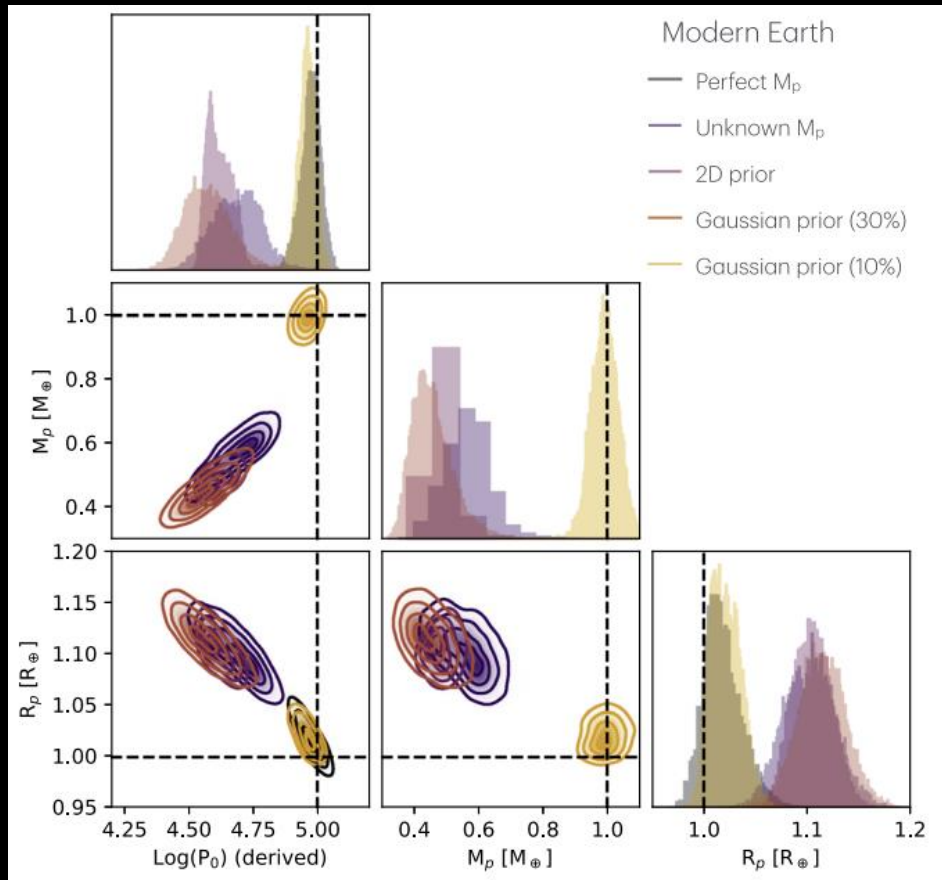 Modern Earth
Perfect Mₚ
Unknown Mₚ
2D prior
Gaussian prior (30%)
Gaussian prior (10%)
Mₚ [M⊕]
1.0
0.8
0.6
0.4
Rₚ [R⊕]
1.20
1.15
1.10
1.05
1.00
0.95
4.25 4.50 4.75 5.00
Log(P₀) (derived)
0.4 0.6 0.8 1.0
Mₚ [M⊕]
1.0 1.1 1.2
Rₚ [R⊕]